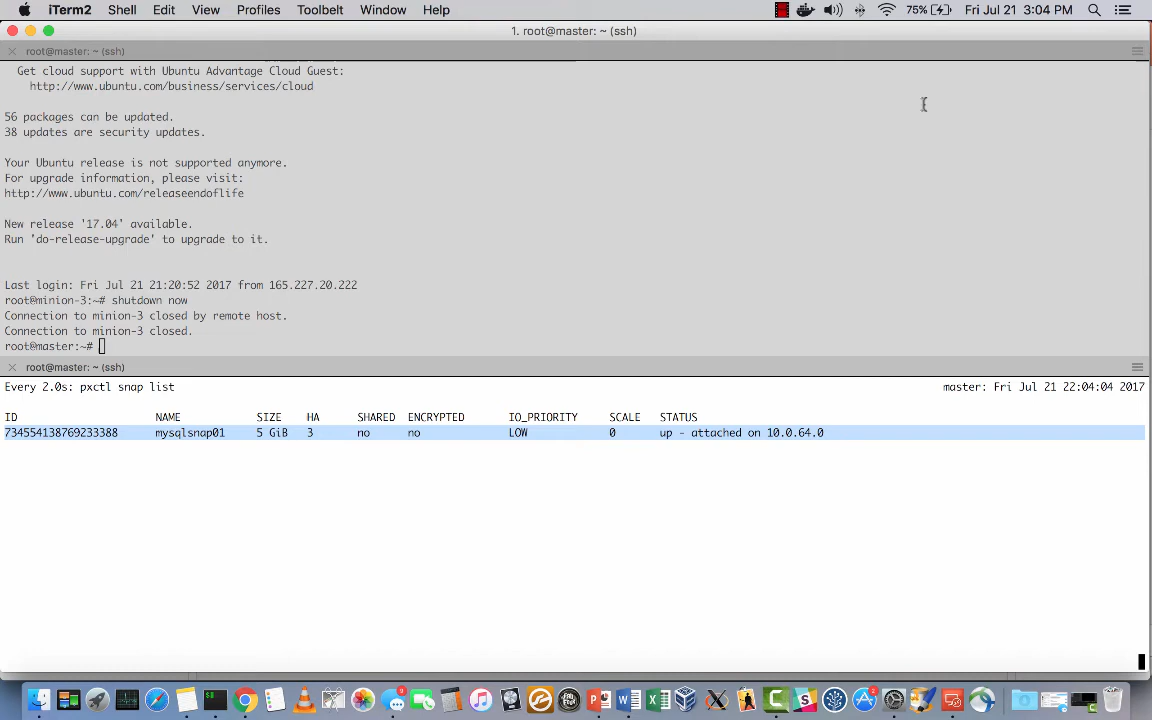 iTerm2 Shell Edit View Profiles Toolbelt Window Help 75% Fri Jul 21 3:04 PM
1. root@master: ~ (ssh)
root@master: ~ (ssh)
Get cloud support with Ubuntu Advantage Cloud Guest:
http://www.ubuntu.com/business/services/cloud
56 packages can be updated.
38 updates are security updates.
Your Ubuntu release is not supported anymore.
For upgrade information, please visit:
http://www.ubuntu.com/releaseendoflife
New release '17.04' available.
Run 'do-release-upgrade' to upgrade to it.
Last login: Fri Jul 21 21:20:52 2017 from 165.227.20.222
root@minion-3:~# shutdown now
Connection to minion-3 closed by remote host.
Connection to minion-3 closed.
root@master:~#
root@master: ~ (ssh)
Every 2.0s: pxctl snap list master: Fri Jul 21 22:04:04 2017
ID NAME SIZE HA SHARED ENCRYPTED IO_PRIORITY SCALE STATUS
734554138769233388 mysqlsnap01 5 GiB 3 no no LOW 0 up - attached on 10.0.64.0